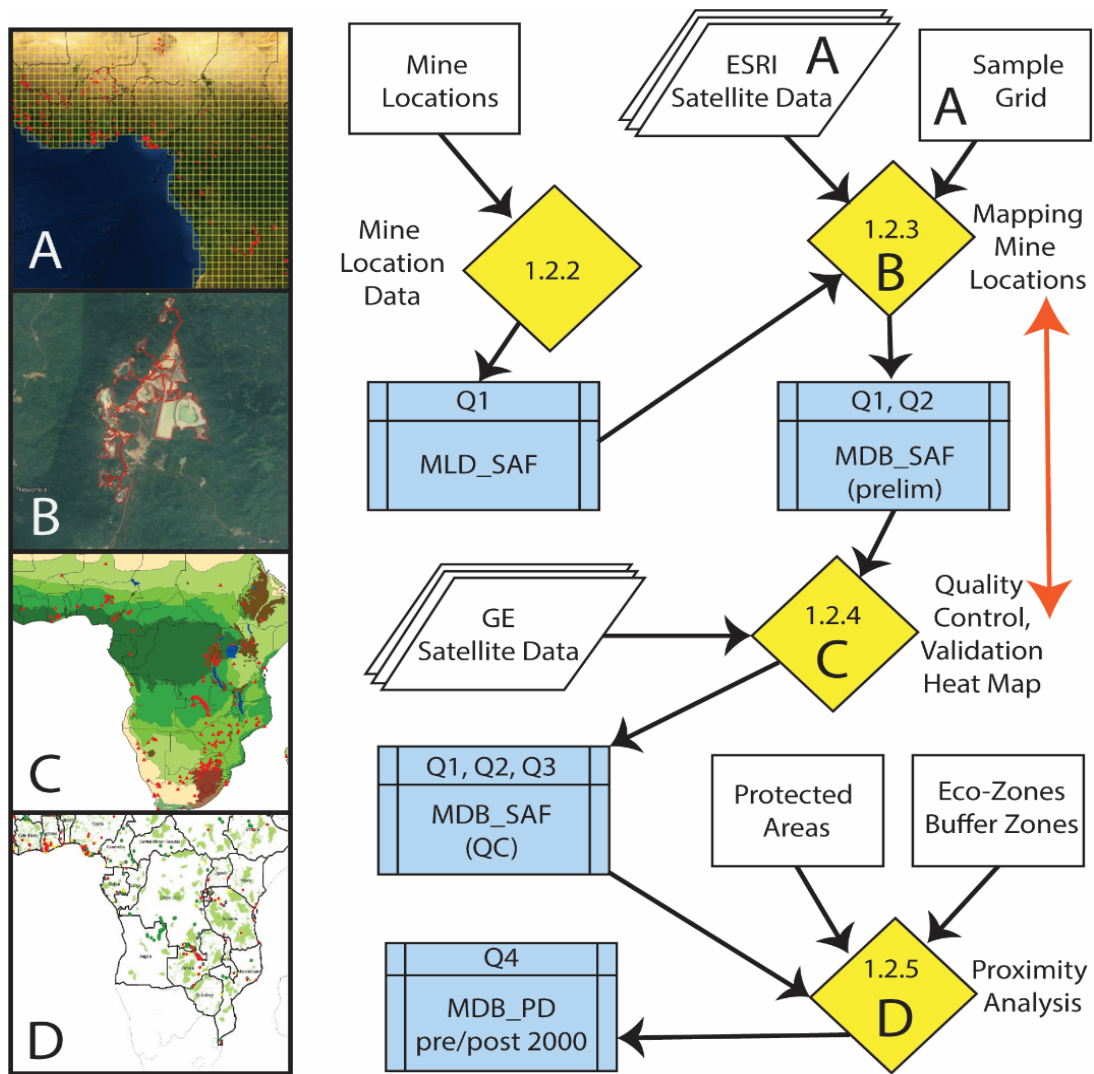 A
B
C
D
Mine
Locations
ESRI
A
Satellite Data
Sample
A
Grid
Mine
Location
Data
1.2.2
1.2.3
B
Mapping
Mine
Locations
Q1
MLD_SAF
Q1, Q2
MDB_SAF
(prelim)
GE
Satellite Data
1.2.4
C
Quality
Control,
Validation
Heat Map
Q1, Q2, Q3
MDB_SAF
(QC)
Protected
Areas
Eco-Zones
Buffer Zones
Q4
MDB_PD
pre/post 2000
1.2.5
D
Proximity
Analysis